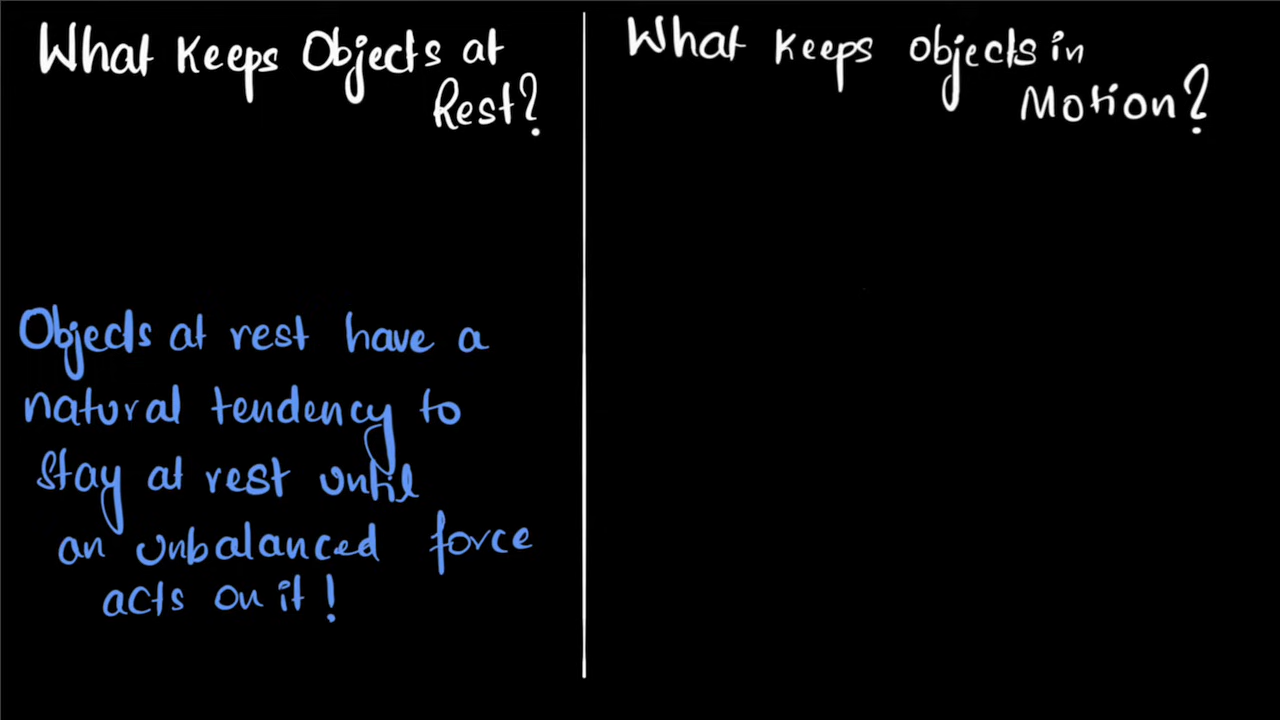 What Keeps Objects at
Rest?
Objects at rest have a
natural tendency to
stay at rest until
an unbalanced force
acts on it!
What keeps objects in
Motion?